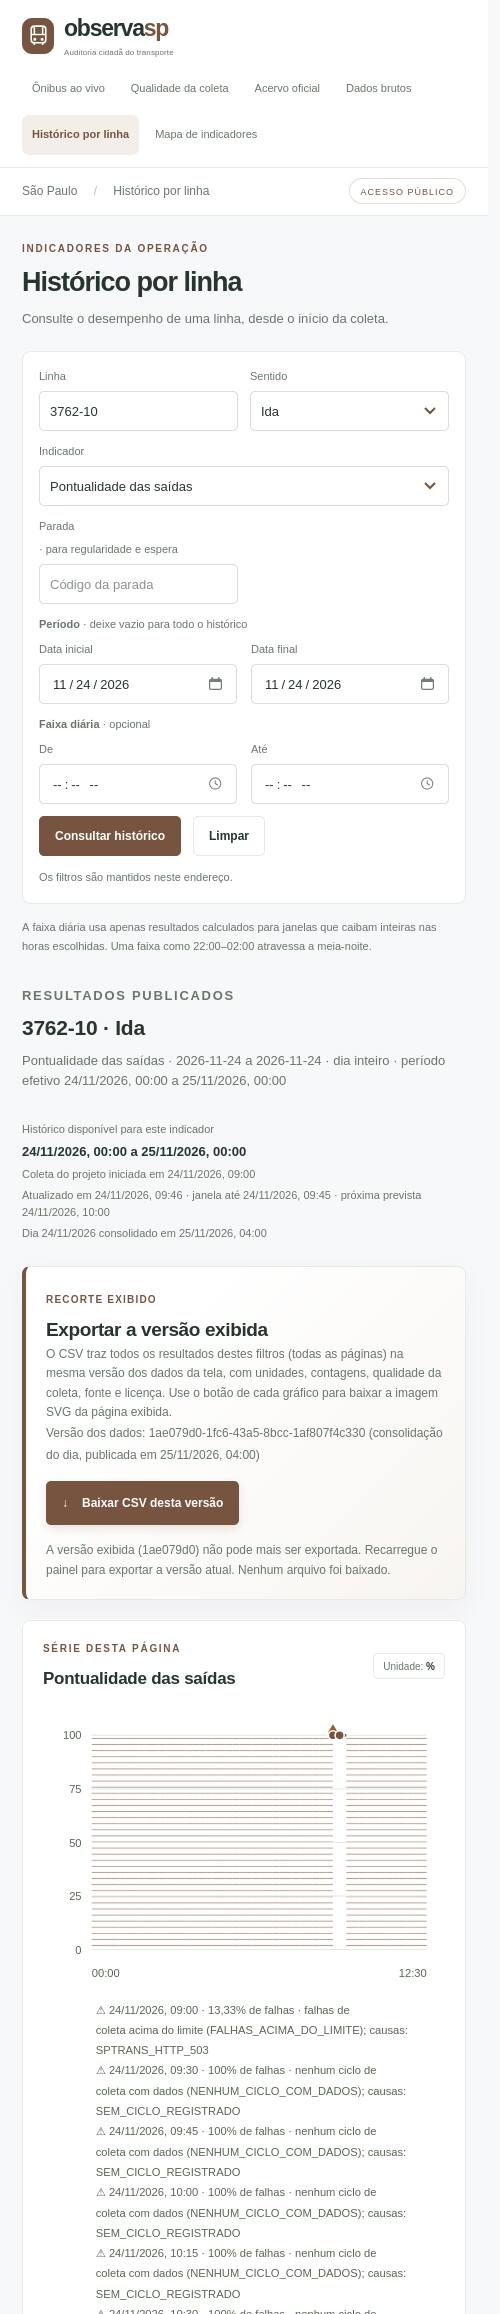 observasp
Auditoria cidadã do transporte
Ônibus ao vivo
Qualidade da coleta
Acervo oficial
Dados brutos
Histórico por linha
Mapa de indicadores
São Paulo / Histórico por linha
ACESSO PÚBLICO
INDICADORES DA OPERAÇÃO
Histórico por linha
Consulte o desempenho de uma linha, desde o início da coleta.
Linha
Sentido
3762-10
Ida
Indicador
Pontualidade das saídas
Parada
· para regularidade e espera
Código da parada
Período · deixe vazio para todo o histórico
Data inicial
Data final
11 / 24 / 2026
11 / 24 / 2026
Faixa diária · opcional
De
Até
-- : -- --
-- : -- --
Consultar histórico
Limpar
Os filtros são mantidos neste endereço.
A faixa diária usa apenas resultados calculados para janelas que caibam inteiras nas
horas escolhidas. Uma faixa como 22:00–02:00 atravessa a meia-noite.
RESULTADOS PUBLICADOS
3762-10 · Ida
Pontualidade das saídas · 2026-11-24 a 2026-11-24 · dia inteiro · período
efetivo 24/11/2026, 00:00 a 25/11/2026, 00:00
Histórico disponível para este indicador
24/11/2026, 00:00 a 25/11/2026, 00:00
Coleta do projeto iniciada em 24/11/2026, 09:00
Atualizado em 24/11/2026, 09:46 · janela até 24/11/2026, 09:45 · próxima prevista
24/11/2026, 10:00
Dia 24/11/2026 consolidado em 25/11/2026, 04:00
RECORTE EXIBIDO
Exportar a versão exibida
O CSV traz todos os resultados destes filtros (todas as páginas) na
mesma versão dos dados da tela, com unidades, contagens, qualidade da
coleta, fonte e licença. Use o botão de cada gráfico para baixar a imagem
SVG da página exibida.
Versão dos dados: 1ae079d0-1fc6-43a5-8bcc-1af807f4c330 (consolidação
do dia, publicada em 25/11/2026, 04:00)
↓ Baixar CSV desta versão
A versão exibida (1ae079d0) não pode mais ser exportada. Recarregue o
painel para exportar a versão atual. Nenhum arquivo foi baixado.
SÉRIE DESTA PÁGINA
Pontualidade das saídas
Unidade: %
100
75
50
25
0
00:00
12:30
⚠ 24/11/2026, 09:00 · 13,33% de falhas · falhas de
coleta acima do limite (FALHAS_ACIMA_DO_LIMITE); causas:
SPTRANS_HTTP_503
⚠ 24/11/2026, 09:30 · 100% de falhas · nenhum ciclo de
coleta com dados (NENHUM_CICLO_COM_DADOS); causas:
SEM_CICLO_REGISTRADO
⚠ 24/11/2026, 09:45 · 100% de falhas · nenhum ciclo de
coleta com dados (NENHUM_CICLO_COM_DADOS); causas:
SEM_CICLO_REGISTRADO
⚠ 24/11/2026, 10:00 · 100% de falhas · nenhum ciclo de
coleta com dados (NENHUM_CICLO_COM_DADOS); causas:
SEM_CICLO_REGISTRADO
⚠ 24/11/2026, 10:15 · 100% de falhas · nenhum ciclo de
coleta com dados (NENHUM_CICLO_COM_DADOS); causas:
SEM_CICLO_REGISTRADO